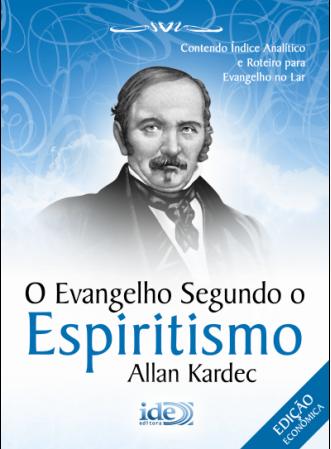 Contendo Índice Analítico
e Roteiro para
Evangelho no Lar
O Evangelho Segundo o
Espiritismo
Allan Kardec
ide
editora
EDIÇÃO
ECONÔMICA